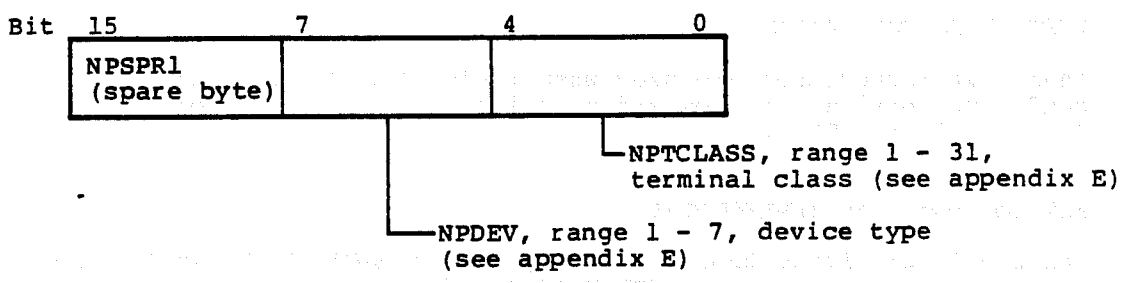 Bit 15 7 4 0
NPSPR1
(spare byte)
NPTCLASS, range 1 - 31,
terminal class (see appendix E)
NPDEV, range 1 - 7, device type
(see appendix E)